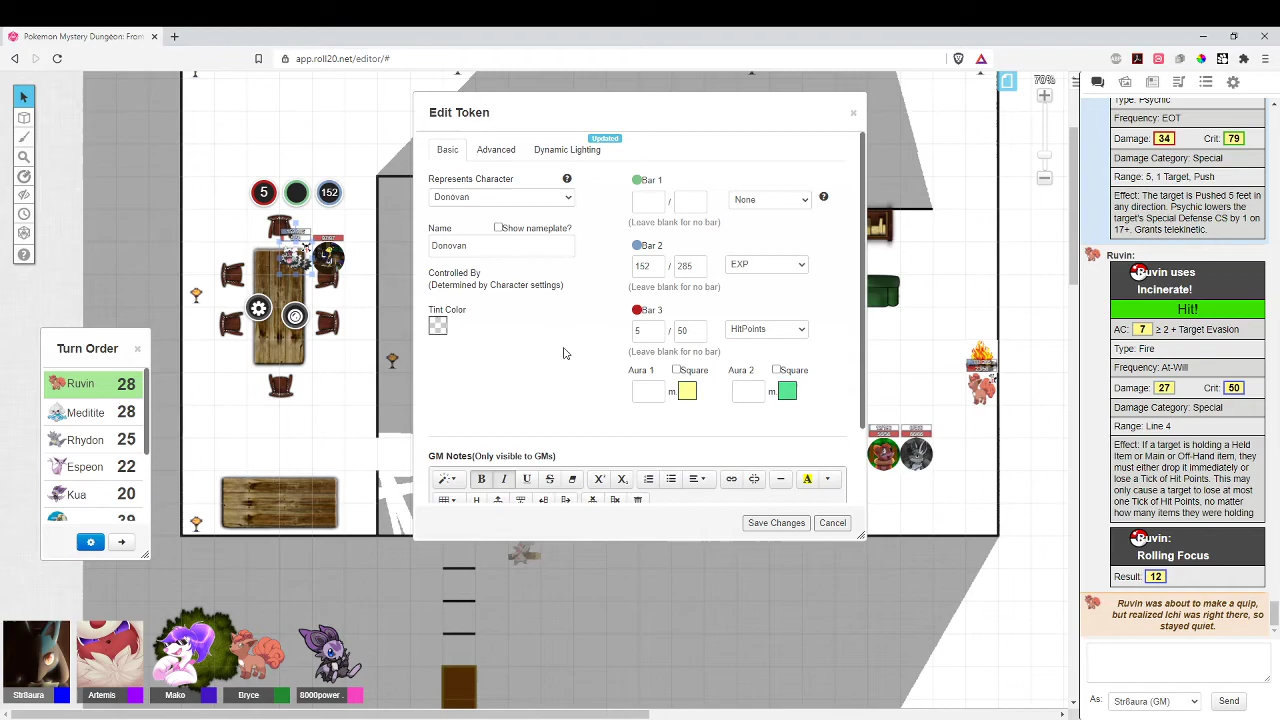 Pokemon Mystery Dungeon: From
app.roll20.net/editor/#
70%
5
152
Turn Order
Ruvin 28
Meditite 28
Rhydon 25
Espeon 22
Kua 20
Edit Token
Basic
Advanced
Updated
Dynamic Lighting
Represents Character
Donovan
Name
Show nameplate?
Donovan
Controlled By
(Determined by Character settings)
Tint Color
Bar 1
/
None
(Leave blank for no bar)
Bar 2
152 / 285
EXP
(Leave blank for no bar)
Bar 3
5 / 50
HitPoints
(Leave blank for no bar)
Aura 1
Square
Aura 2
Square
m.
m.
GM Notes(Only visible to GMs)
B I U S
A
H
Save Changes
Cancel
Type: Psychic
Frequency: EOT
Damage: 34 Crit: 79
Damage Category: Special
Range: 5, 1 Target, Push
Effect: The target is Pushed 5 feet in any direction. Psychic lowers the target's Special Defense CS by 1 on 17+. Grants telekinetic.
Ruvin:
Ruvin uses
Incinerate!
Hit!
AC: 7 ≥ 2 + Target Evasion
Type: Fire
Frequency: At-Will
Damage: 27 Crit: 50
Damage Category: Special
Range: Line 4
Effect: If a target is holding a Held Item or Main or Off-Hand item, they must either drop it immediately or lose one Tick of Hit Points. This may only cause a target to lose at most one Tick of Hit Points, no matter how many items they were holding
Ruvin:
Rolling Focus
Result: 12
Ruvin was about to make a quip,
but realized Ichi was right there, so
stayed quiet.
As:
Str8aura (GM)
Send
Str8aura
Artemis
Mako
Bryce
8000power .